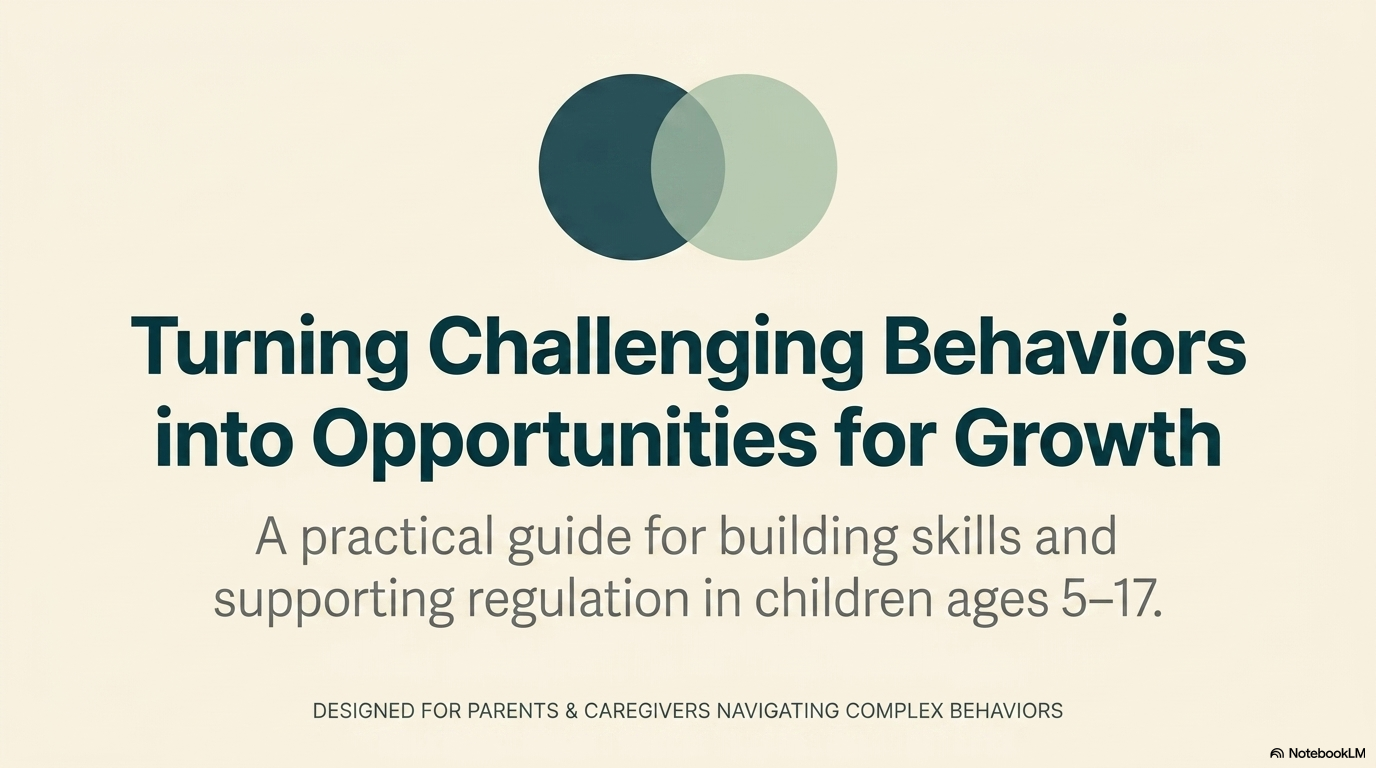 Turning Challenging Behaviors
into Opportunities for Growth
A practical guide for building skills and
supporting regulation in children ages 5–17.
DESIGNED FOR PARENTS & CAREGIVERS NAVIGATING COMPLEX BEHAVIORS
NotebookLM